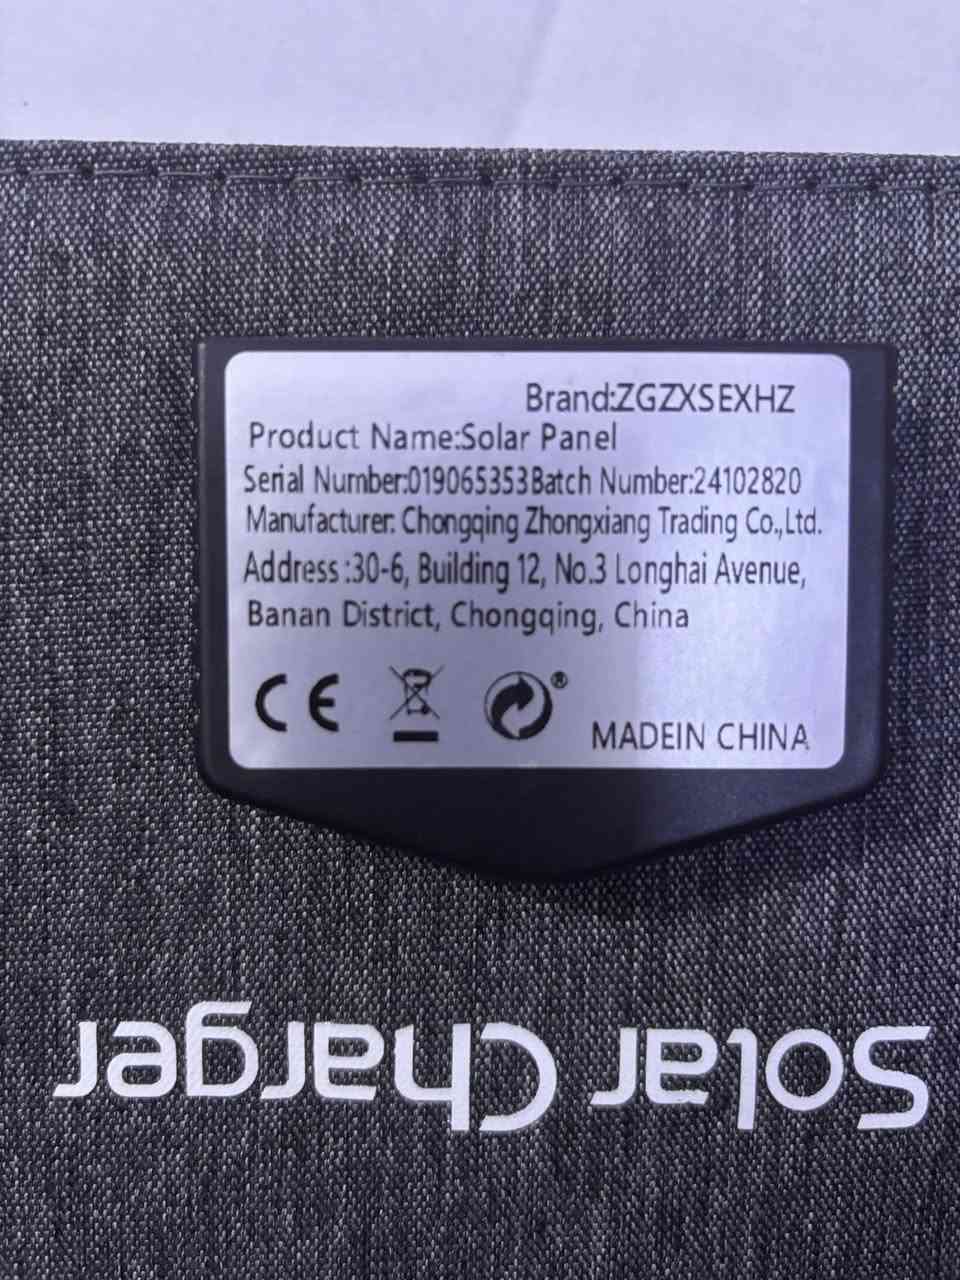 Brand:ZGZXSEXHZ
Product Name:Solar Panel
Serial Number:019065353Batch Number:24102820
Manufacturer: Chongqing Zhongxiang Trading Co.,Ltd.
Address :30-6, Building 12, No.3 Longhai Avenue,
Banan District, Chongqing, China
CE ® MADEIN CHINA
Solar Charger